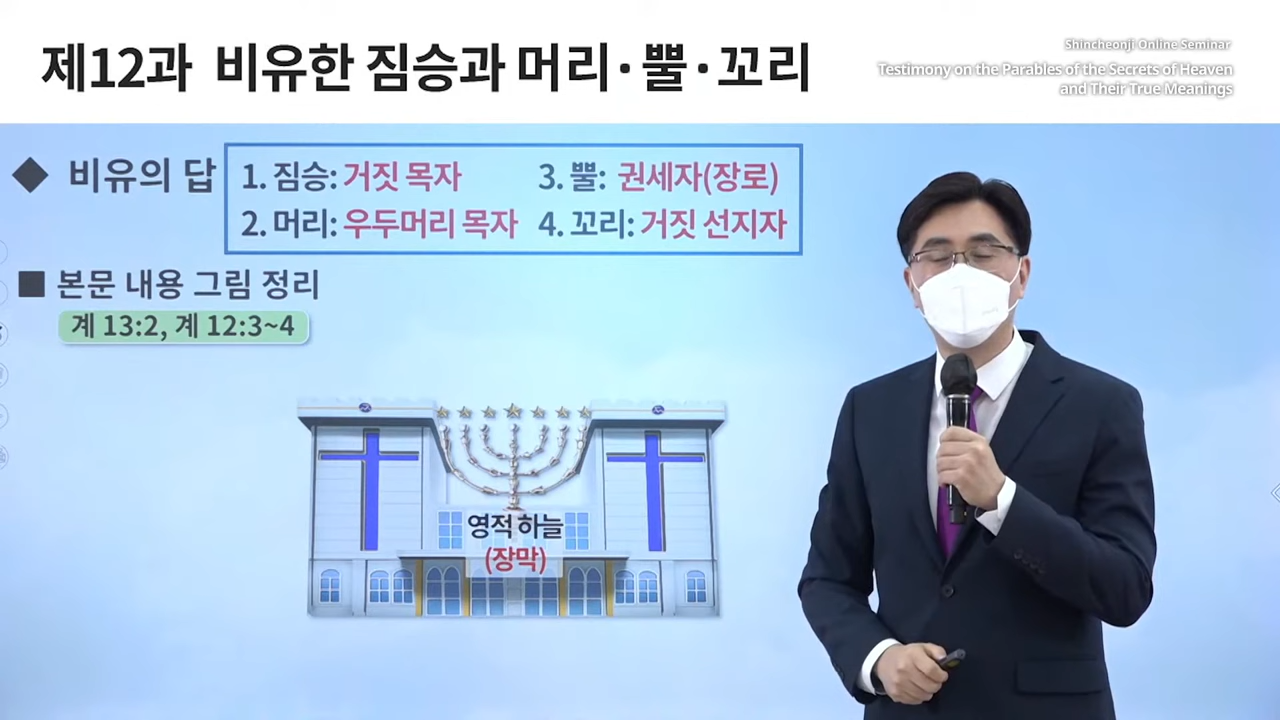 제12과 비유한 짐승과 머리·뿔·꼬리
Shincheonji Online Seminar
Testimony on the Parables of the Secrets of Heaven
and Their True Meanings
◆ 비유의 답
1. 짐승: 거짓 목자 3. 뿔: 권세자(장로)
2. 머리: 우두머리 목자 4. 꼬리: 거짓 선지자
■ 본문 내용 그림 정리
계 13:2, 계 12:3~4
영적 하늘
(장막)